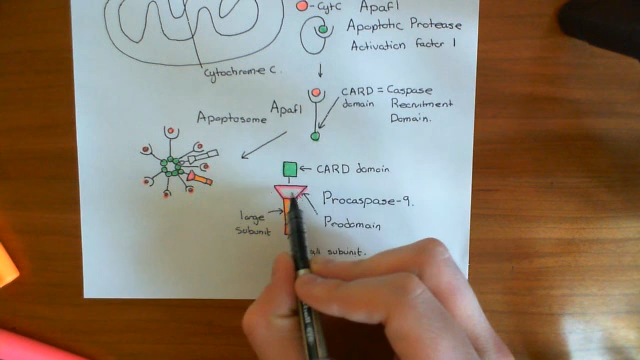 -Cyt C Apaf1
Apoptotic Protease
Activation factor 1
Cytochrome C.
CARD = Caspase
domain Recruitment
Domain.
Apaf1
Apoptosome
CARD domain
Procaspase-9.
Prodomain
large
subunit
subunit.